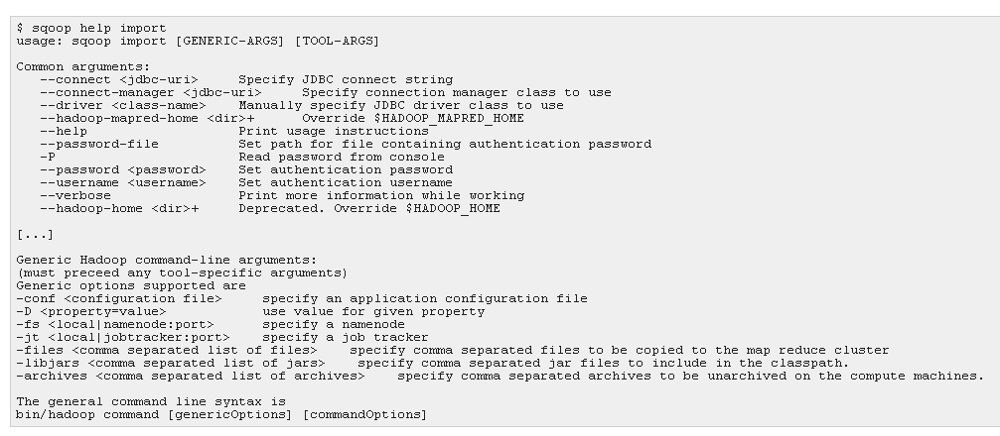 $ sqoop help import
usage: sqoop import [GENERIC-ARGS] [TOOL-ARGS]

Common arguments:
   --connect <jdbc-uri>     Specify JDBC connect string
   --connect-manager <jdbc-uri>     Specify connection manager class to use
   --driver <class-name>    Manually specify JDBC driver class to use
   --hadoop-mapred-home <dir>+      Override $HADOOP_MAPRED_HOME
   --help                   Print usage instructions
   --password-file          Set path for file containing authentication password
   -P                       Read password from console
   --password <password>    Set authentication password
   --username <username>    Set authentication username
   --verbose                Print more information while working
   --hadoop-home <dir>+     Deprecated. Override $HADOOP_HOME

[...]

Generic Hadoop command-line arguments:
(must preceed any tool-specific arguments)
Generic options supported are
-conf <configuration file>     specify an application configuration file
-D <property=value>            use value for given property
-fs <local|namenode:port>      specify a namenode
-jt <local|jobtracker:port>    specify a job tracker
-files <comma separated list of files>    specify comma separated files to be copied to the map reduce cluster
-libjars <comma separated list of jars>    specify comma separated jar files to include in the classpath.
-archives <comma separated list of archives>    specify comma separated archives to be unarchived on the compute machines.

The general command line syntax is
bin/hadoop command [genericOptions] [commandOptions]